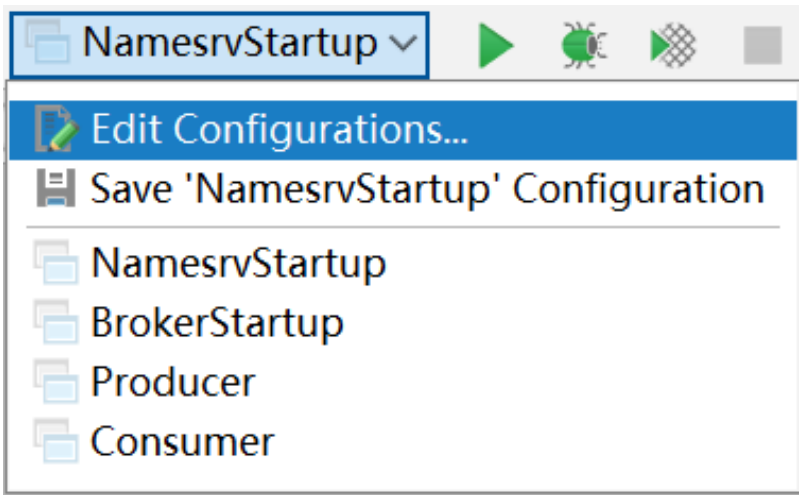 NamesrvStartup
Edit Configurations...
Save 'NamesrvStartup' Configuration
NamesrvStartup
BrokerStartup
Producer
Consumer